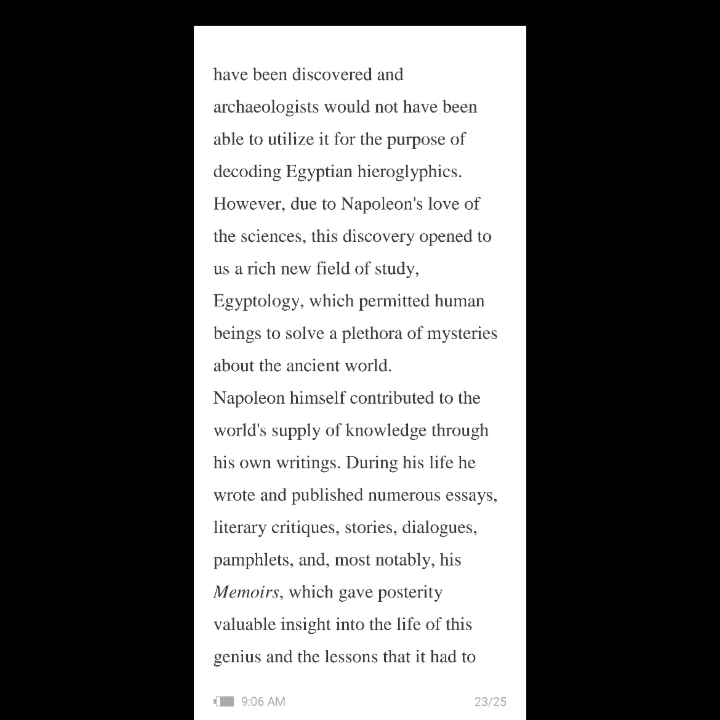 have been discovered and
archaeologists would not have been
able to utilize it for the purpose of
decoding Egyptian hieroglyphics.
However, due to Napoleon's love of
the sciences, this discovery opened to
us a rich new field of study,
Egyptology, which permitted human
beings to solve a plethora of mysteries
about the ancient world.
Napoleon himself contributed to the
world's supply of knowledge through
his own writings. During his life he
wrote and published numerous essays,
literary critiques, stories, dialogues,
pamphlets, and, most notably, his
Memoirs, which gave posterity
valuable insight into the life of this
genius and the lessons that it had to
9:06 AM 23/25